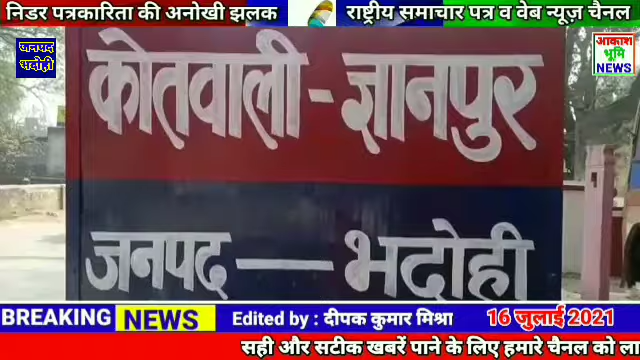 निडर पत्रकारिता की अनोखी झलक
राष्ट्रीय समाचार पत्र व वेब न्यूज़ चैनल
जनपद
भदोही
आकाश
भूमि
NEWS
कोतवाली - ज्ञानपुर
जनपद — भदोही
BREAKING NEWS Edited by : दीपक कुमार मिश्रा 16 जुलाई 2021
सही और सटीक खबरें पाने के लिए हमारे चैनल को ला